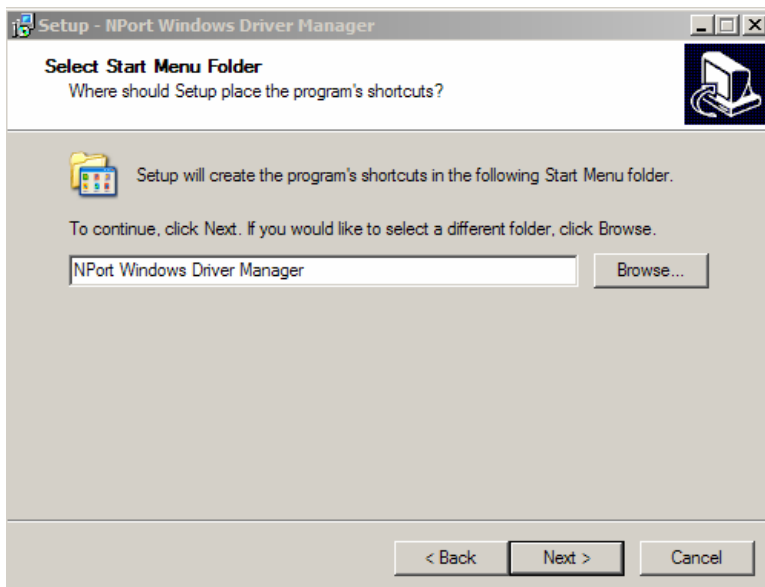 Setup - NPort Windows Driver Manager
Select Start Menu Folder
Where should Setup place the program's shortcuts?
Setup will create the program's shortcuts in the following Start Menu folder.
To continue, click Next. If you would like to select a different folder, click Browse.
NPort Windows Driver Manager
Browse...
< Back
Next >
Cancel